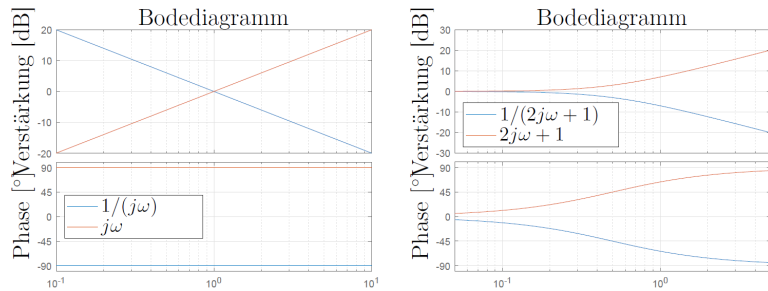 Bodediagramm
Verstärkung [dB]
20
10
0
-10
-20
Phase [°]
90
45
0
-45
-90
1/(jω)
jω
10^-1
10^0
10^1
Bodediagramm
Verstärkung [dB]
30
20
10
0
-10
-20
-30
1/(2jω + 1)
2jω + 1
Phase [°]
90
45
0
-45
-90
10^-1
10^0